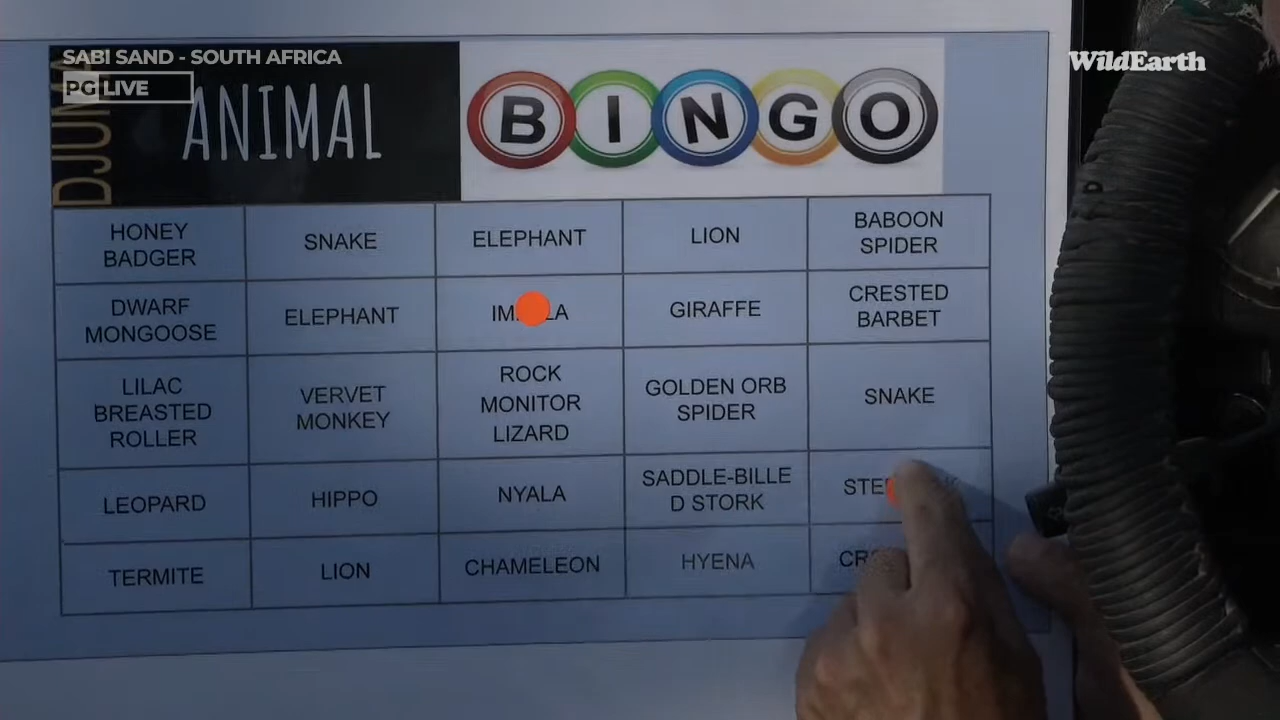 SABI SAND - SOUTH AFRICA
PG LIVE
WildEarth
DJUMA
ANIMAL
BINGO
HONEY
BADGER
SNAKE
ELEPHANT
LION
BABOON
SPIDER
DWARF
MONGOOSE
ELEPHANT
GIRAFFE
CRESTED
BARBET
LILAC
BREASTED
ROLLER
VERVET
MONKEY
ROCK
MONITOR
LIZARD
GOLDEN ORB
SPIDER
SNAKE
LEOPARD
HIPPO
NYALA
SADDLE-BILLE
D STORK
TERMITE
LION
CHAMELEON
HYENA